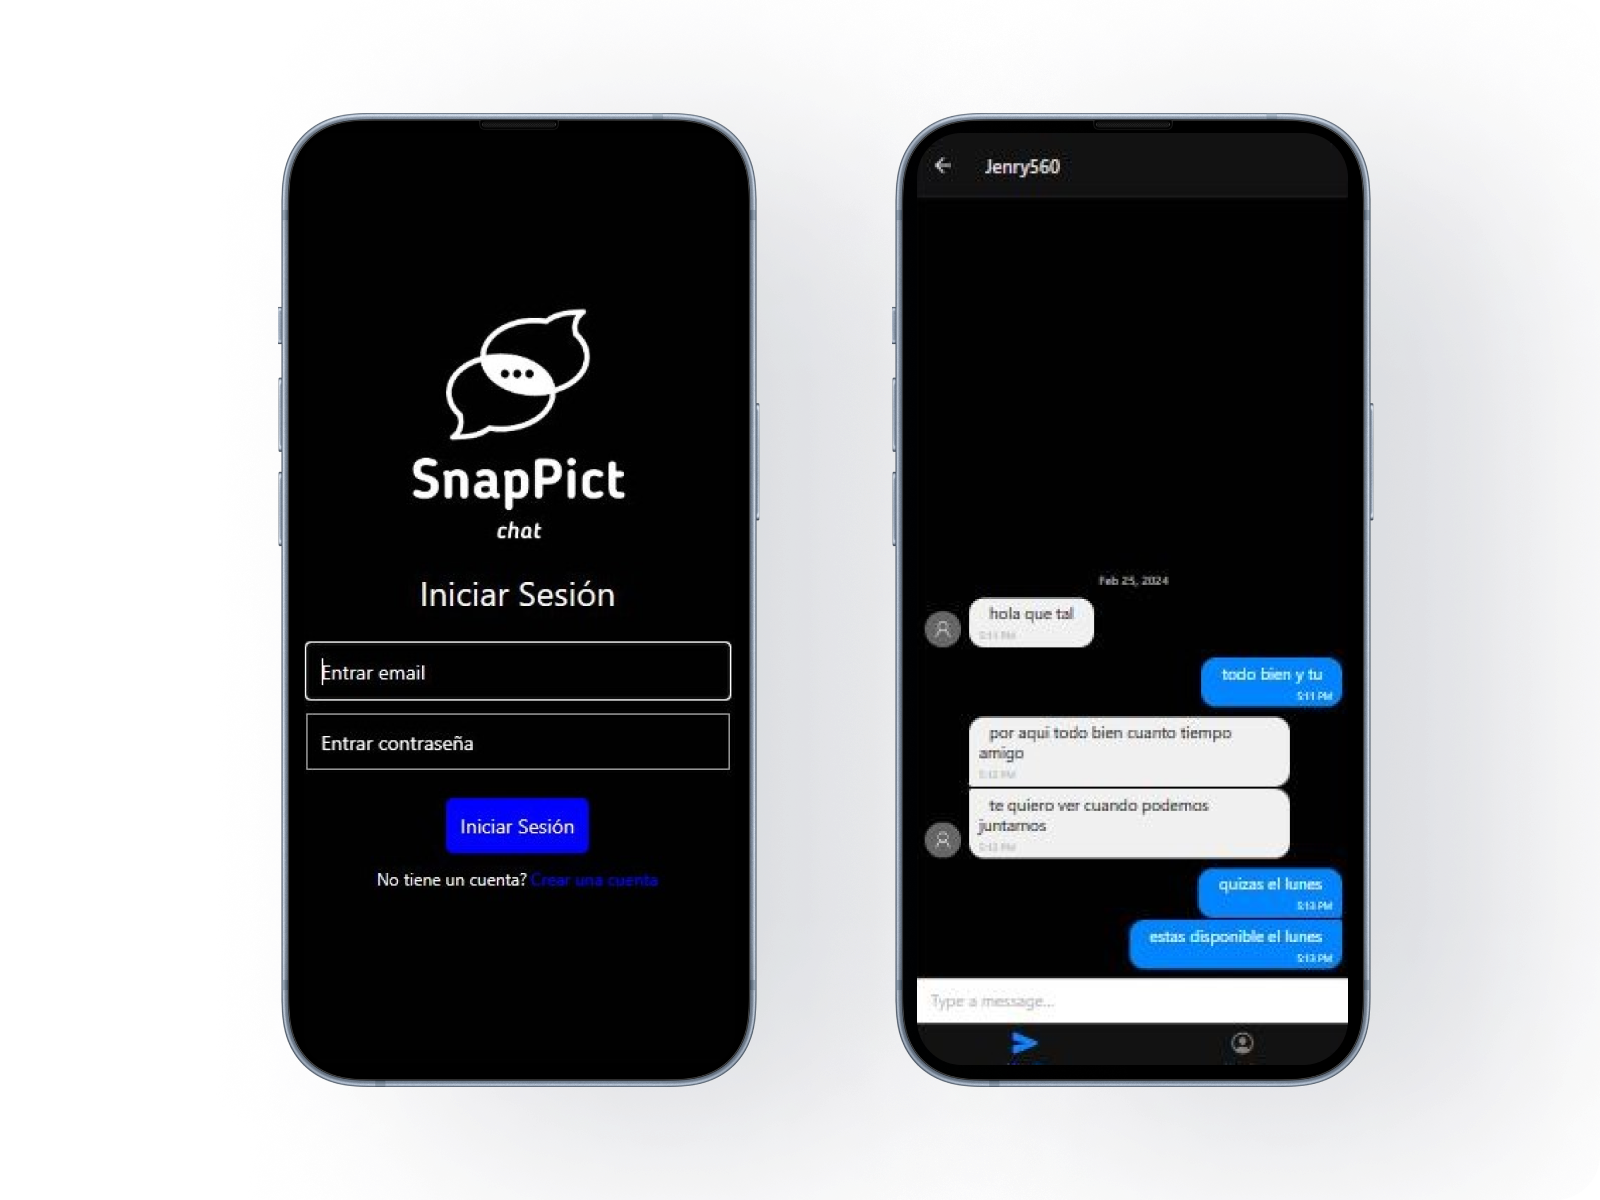 SnapPict
chat
Iniciar Sesión
Entrar email
Entrar contraseña
Iniciar Sesión
No tiene un cuenta? Crear una cuenta
Jenry560
Feb 25, 2024
hola que tal
5:11 PM
todo bien y tu
5:11 PM
por aqui todo bien cuanto tiempo
amigo
5:12 PM
te quiero ver cuando podemos
juntarnos
5:12 PM
quizas el lunes
5:13 PM
estas disponible el lunes
5:13 PM
Type a message...